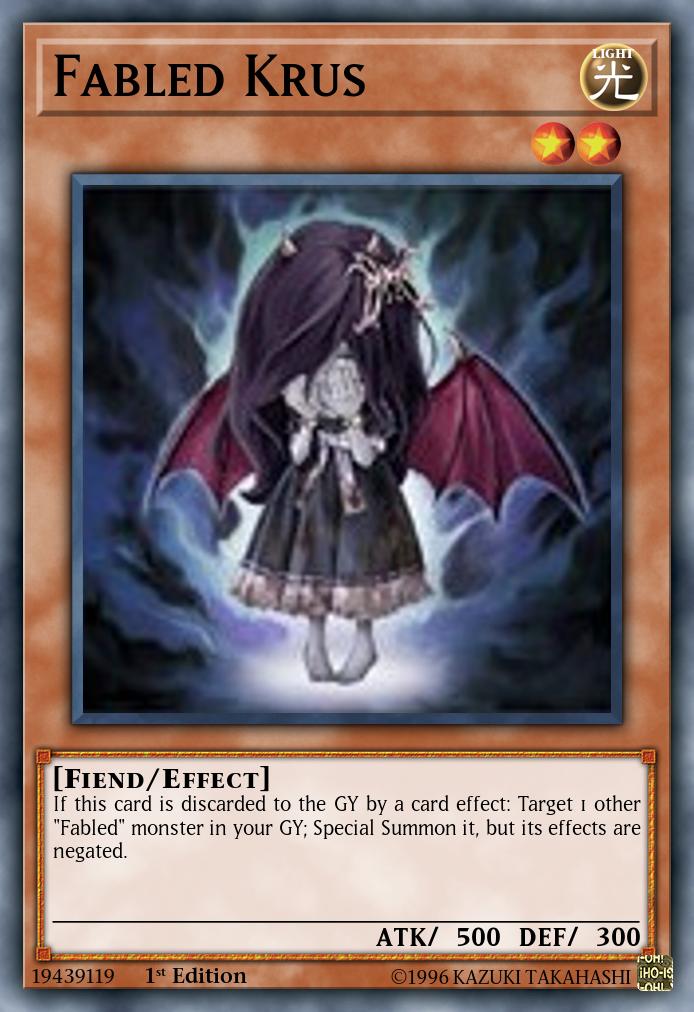 Fabled Krus
LIGHT
光
[Fiend/Effect]
If this card is discarded to the GY by a card effect: Target 1 other
"Fabled" monster in your GY; Special Summon it, but its effects are
negated.
ATK/ 500 DEF/ 300
19439119 1st Edition ©1996 KAZUKI TAKAHASHI